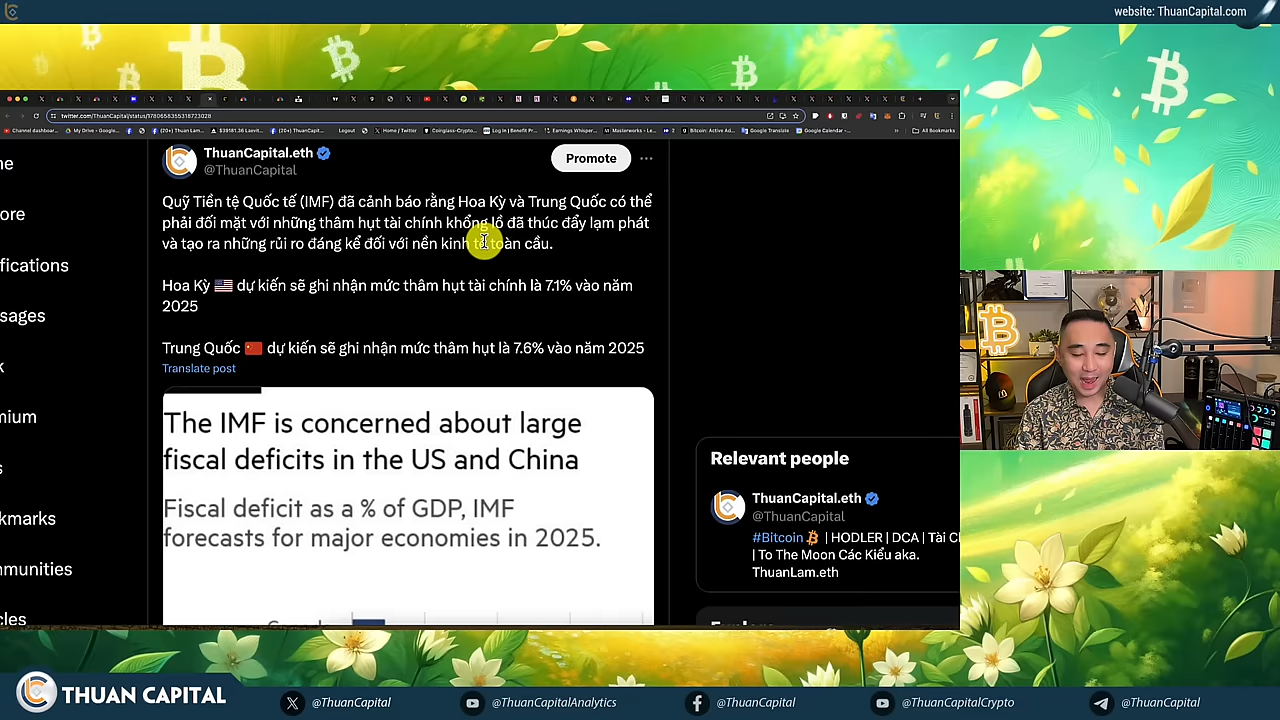 website: ThuanCapital.com
twitter.com/ThuanCapital/status/1780658355318723028
ThuanCapital.eth
@ThuanCapital
Promote
Quỹ Tiền tệ Quốc tế (IMF) đã cảnh báo rằng Hoa Kỳ và Trung Quốc có thể
phải đối mặt với những thâm hụt tài chính khổng lồ đã thúc đẩy lạm phát
và tạo ra những rủi ro đáng kể đối với nền kinh tế toàn cầu.
Hoa Kỳ 🇺🇸 dự kiến sẽ ghi nhận mức thâm hụt tài chính là 7.1% vào năm
2025
Trung Quốc 🇨🇳 dự kiến sẽ ghi nhận mức thâm hụt là 7.6% vào năm 2025
Translate post
The IMF is concerned about large
fiscal deficits in the US and China
Fiscal deficit as a % of GDP, IMF
forecasts for major economies in 2025.
ne
ore
fications
sages
k
mium
s
kmarks
mmunities
cles
Relevant people
ThuanCapital.eth
@ThuanCapital
#Bitcoin | HODLER | DCA | Tài C
| To The Moon Các Kiểu aka.
ThuanLam.eth
THUAN CAPITAL
@ThuanCapital
@ThuanCapitalAnalytics
@ThuanCapital
@ThuanCapitalCrypto
@ThuanCapital